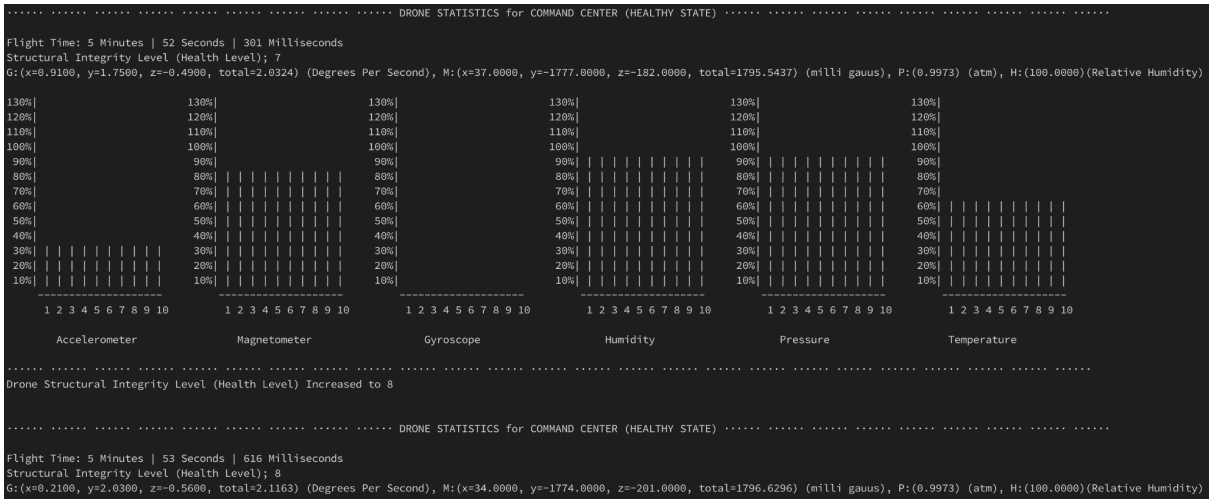 ······ ······ ······ ······ ······ ······ ······ ······ ······ DRONE STATISTICS for COMMAND CENTER (HEALTHY STATE) ······ ······ ······ ······ ······ ······ ······ ······ ······
Flight Time: 5 Minutes | 52 Seconds | 301 Milliseconds
Structural Integrity Level (Health Level); 7
G:(x=0.9100, y=1.7500, z=-0.4900, total=2.0324) (Degrees Per Second), M:(x=37.0000, y=-1777.0000, z=-182.0000, total=1795.5437) (milli gauus), P:(0.9973) (atm), H:(100.0000)(Relative Humidity)
130%| 130%| 130%| 130%| 130%| 130%|
120%| 120%| 120%| 120%| 120%| 120%|
110%| 110%| 110%| 110%| 110%| 110%|
100%| 100%| 100%| 100%| 100%| 100%|
90%| 90%| 90%| 90%| | | | | | | | | | | 90%| | | | | | | | | | | 90%|
80%| 80%| | | | | | | | | | | 80%| 80%| | | | | | | | | | | 80%| | | | | | | | | | | 80%|
70%| 70%| | | | | | | | | | | 70%| 70%| | | | | | | | | | | 70%| | | | | | | | | | | 70%|
60%| 60%| | | | | | | | | | | 60%| 60%| | | | | | | | | | | 60%| | | | | | | | | | | 60%| | | | | | | | | | |
50%| 50%| | | | | | | | | | | 50%| 50%| | | | | | | | | | | 50%| | | | | | | | | | | 50%| | | | | | | | | | |
40%| 40%| | | | | | | | | | | 40%| 40%| | | | | | | | | | | 40%| | | | | | | | | | | 40%| | | | | | | | | | |
30%| | | | | | | | | | | 30%| | | | | | | | | | | 30%| 30%| | | | | | | | | | | 30%| | | | | | | | | | | 30%| | | | | | | | | | |
20%| | | | | | | | | | | 20%| | | | | | | | | | | 20%| 20%| | | | | | | | | | | 20%| | | | | | | | | | | 20%| | | | | | | | | | |
10%| | | | | | | | | | | 10%| | | | | | | | | | | 10%| 10%| | | | | | | | | | | 10%| | | | | | | | | | | 10%| | | | | | | | | | |
-------------------- -------------------- -------------------- -------------------- -------------------- --------------------
1 2 3 4 5 6 7 8 9 10 1 2 3 4 5 6 7 8 9 10 1 2 3 4 5 6 7 8 9 10 1 2 3 4 5 6 7 8 9 10 1 2 3 4 5 6 7 8 9 10 1 2 3 4 5 6 7 8 9 10
Accelerometer Magnetometer Gyroscope Humidity Pressure Temperature
······ ······ ······ ······ ······ ······ ······ ······ ······ ······ ······ ······ ······ ······ ······ ······ ······ ······ ······ ······ ······ ······ ······ ······ ······
Drone Structural Integrity Level (Health Level) Increased to 8
······ ······ ······ ······ ······ ······ ······ ······ ······ DRONE STATISTICS for COMMAND CENTER (HEALTHY STATE) ······ ······ ······ ······ ······ ······ ······ ······ ······
Flight Time: 5 Minutes | 53 Seconds | 616 Milliseconds
Structural Integrity Level (Health Level); 8
G:(x=0.2100, y=2.0300, z=-0.5600, total=2.1163) (Degrees Per Second), M:(x=34.0000, y=-1774.0000, z=-201.0000, total=1796.6296) (milli gauus), P:(0.9973) (atm), H:(100.0000)(Relative Humidity)